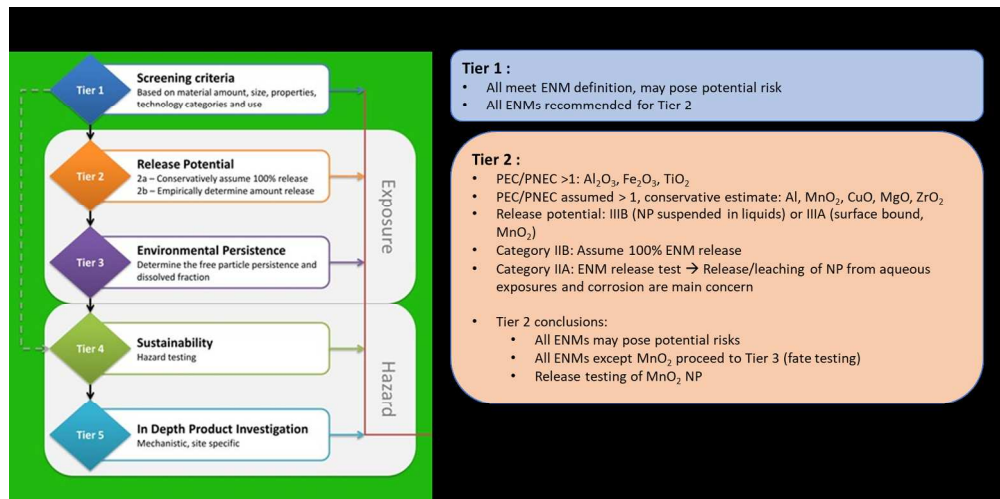 Tier 1
Screening criteria
Based on material amount, size, properties,
technology categories and use
Tier 2
Release Potential
2a – Conservatively assume 100% release
2b – Empirically determine amount release
Tier 3
Environmental Persistence
Determine the free particle persistence and
dissolved fraction
Exposure
Tier 4
Sustainability
Hazard testing
Tier 5
In Depth Product Investigation
Mechanistic, site specific
Hazard
Tier 1 :
• All meet ENM definition, may pose potential risk
• All ENMs recommended for Tier 2
Tier 2 :
• PEC/PNEC >1: Al₂O₃, Fe₂O₃, TiO₂
• PEC/PNEC assumed > 1, conservative estimate: Al, MnO₂, CuO, MgO, ZrO₂
• Release potential: IIIB (NP suspended in liquids) or IIIA (surface bound,
MnO₂)
• Category IIB: Assume 100% ENM release
• Category IIA: ENM release test → Release/leaching of NP from aqueous
exposures and corrosion are main concern
• Tier 2 conclusions:
• All ENMs may pose potential risks
• All ENMs except MnO₂ proceed to Tier 3 (fate testing)
• Release testing of MnO₂ NP